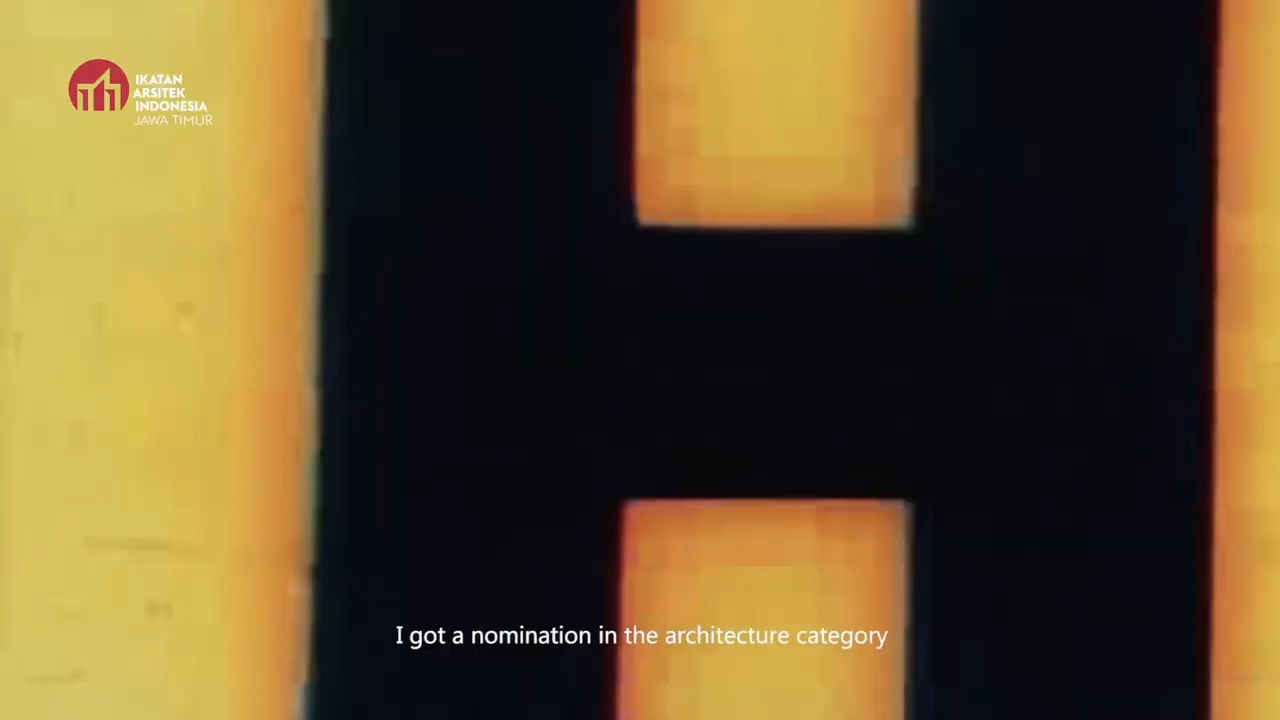 IKATAN
ARSITEK
INDONESIA
JAWA TIMUR
H
I got a nomination in the architecture category